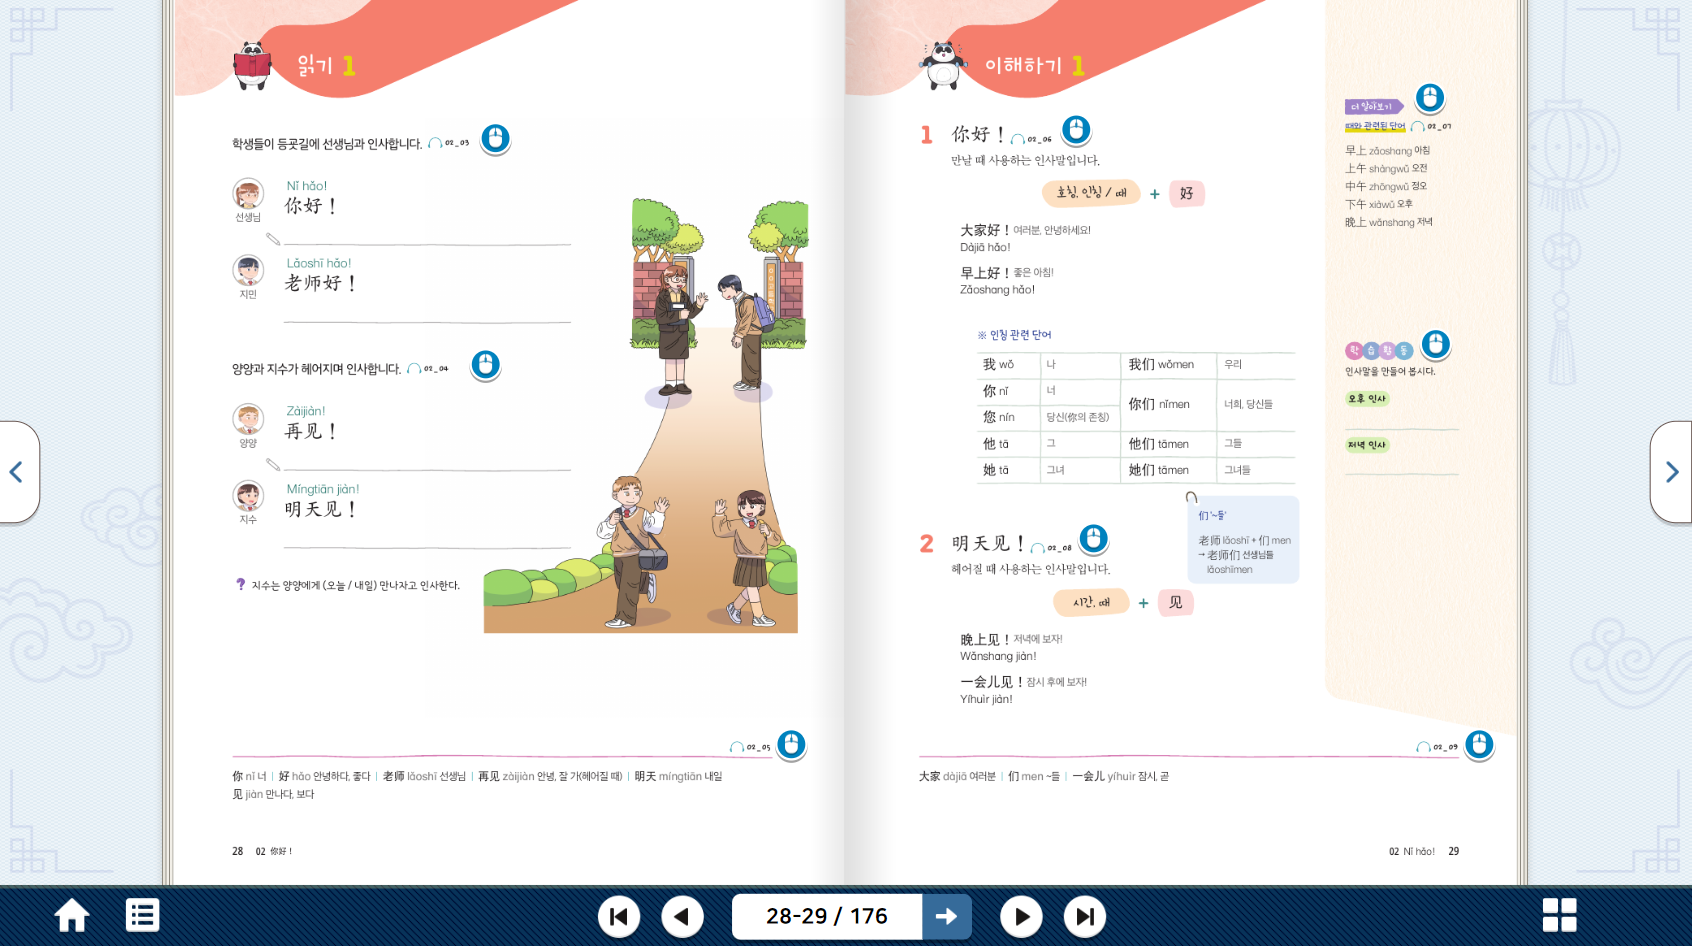 읽기 1
학생들이 등굣길에 선생님과 인사합니다. 02_03
선생님
Nǐ hǎo!
你好！
지민
Lǎoshī hǎo!
老师好！
양양과 지수가 헤어지며 인사합니다. 02_04
양양
Zàijiàn!
再见！
지수
Míngtiān jiàn!
明天见！
? 지수는 양양에게 (오늘 / 내일) 만나자고 인사한다.
02_05
你 nǐ 너 | 好 hǎo 안녕하다, 좋다 | 老师 lǎoshī 선생님 | 再见 zàijiàn 안녕, 잘 가(헤어질 때) | 明天 míngtiān 내일
见 jiàn 만나다, 보다
28 02 你好！
이해하기 1
1 你好！ 02_06
만날 때 사용하는 인사말입니다.
호칭, 인칭 / 때 + 好
大家好！ 여러분, 안녕하세요!
Dàjiā hǎo!
早上好！ 좋은 아침!
Zǎoshang hǎo!
※ 인칭 관련 단어
我 wǒ 나 我们 wǒmen 우리
你 nǐ 너
你们 nǐmen 너희, 당신들
您 nín 당신(你의 존칭)
他 tā 그 他们 tāmen 그들
她 tā 그녀 她们 tāmen 그녀들
们 '~들'
老师 lǎoshī + 们 men
→ 老师们 선생님들
lǎoshīmen
2 明天见！ 02_08
헤어질 때 사용하는 인사말입니다.
시간, 때 + 见
晚上见！ 저녁에 보자!
Wǎnshang jiàn!
一会儿见！ 잠시 후에 보자!
Yíhuìr jiàn!
더 알아보기
때와 관련된 단어 02_07
早上 zǎoshang 아침
上午 shàngwǔ 오전
中午 zhōngwǔ 정오
下午 xiàwǔ 오후
晚上 wǎnshang 저녁
학습활동
인사말을 만들어 봅시다.
오후 인사
저녁 인사
02_09
大家 dàjiā 여러분 | 们 men ~들 | 一会儿 yíhuìr 잠시, 곧
02 Nǐ hǎo! 29
28-29 / 176